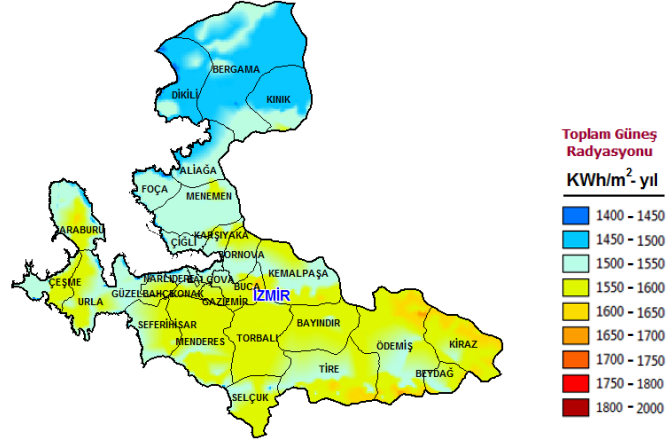 BERGAMA
DİKİLİ
KINIK
ALİAĞA
FOÇA
MENEMEN
ARABURU
KARŞIYAKA
ÇİĞLİ
BORNOVA
KEMALPAŞA
ÇEŞME
URLA
NARLIDERE
GÜZELBAHÇE
KONAK
BUCA
GAZİEMİR
İZMİR
SEFERİHİSAR
MENDERES
TORBALI
BAYINDIR
ÖDEMİŞ
KİRAZ
TİRE
BEYDAĞ
SELÇUK
Toplam Güneş
Radyasyonu
KWh/m²- yıl
1400 - 1450
1450 - 1500
1500 - 1550
1550 - 1600
1600 - 1650
1650 - 1700
1700 - 1750
1750 - 1800
1800 - 2000